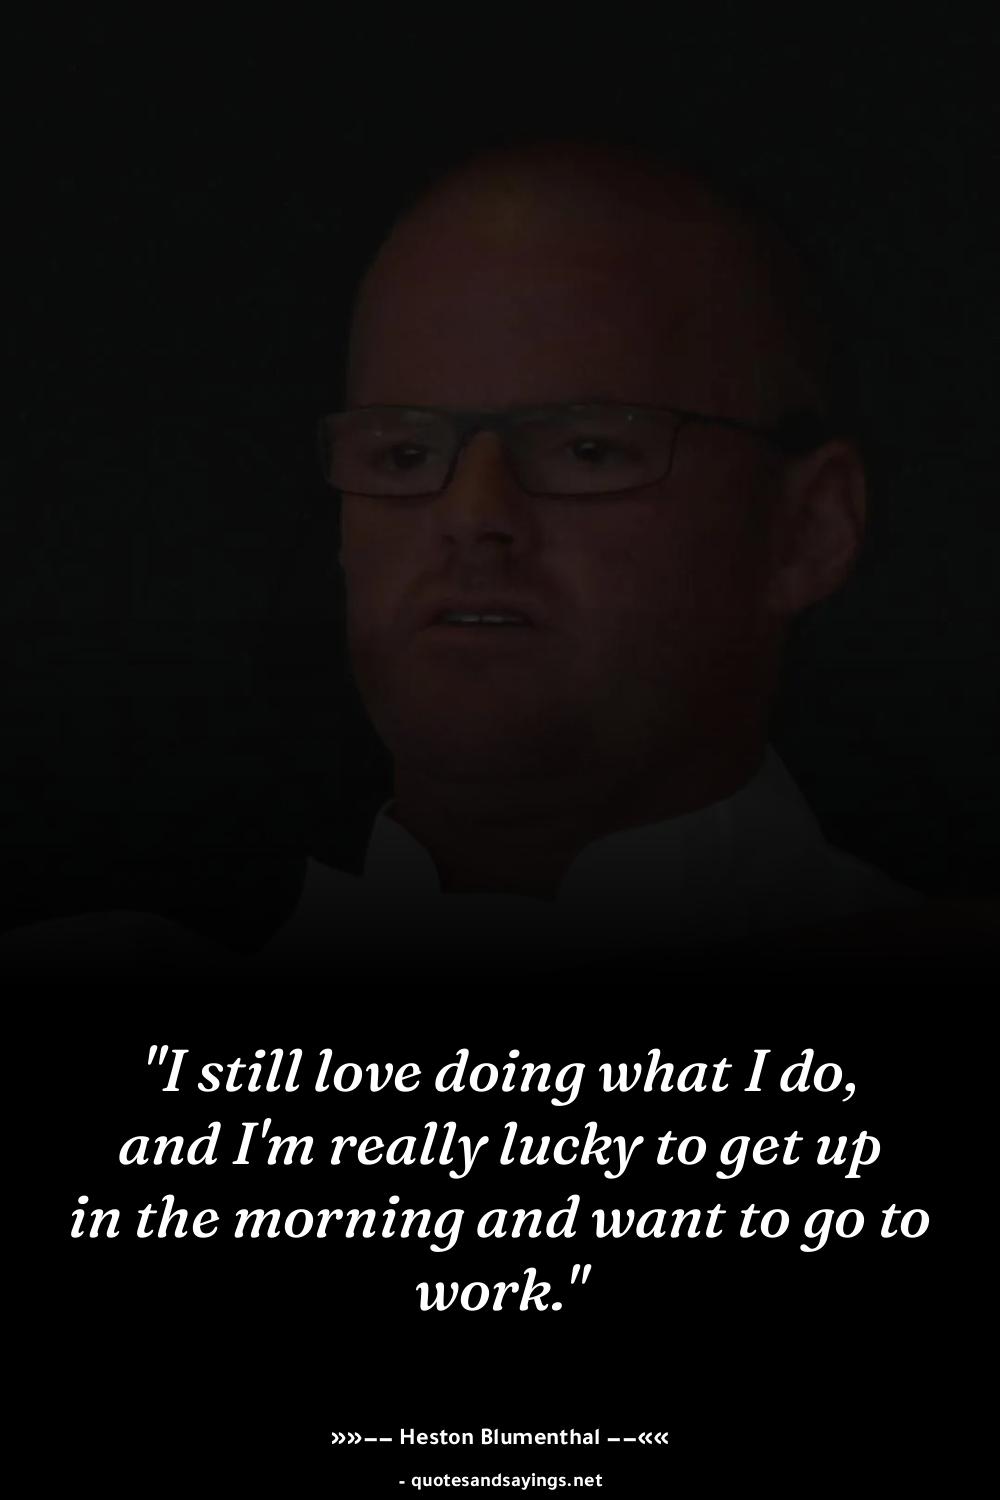 "I still love doing what I do,
and I'm really lucky to get up
in the morning and want to go to
work."
»»−− Heston Blumenthal −−««
- quotesandsayings.net